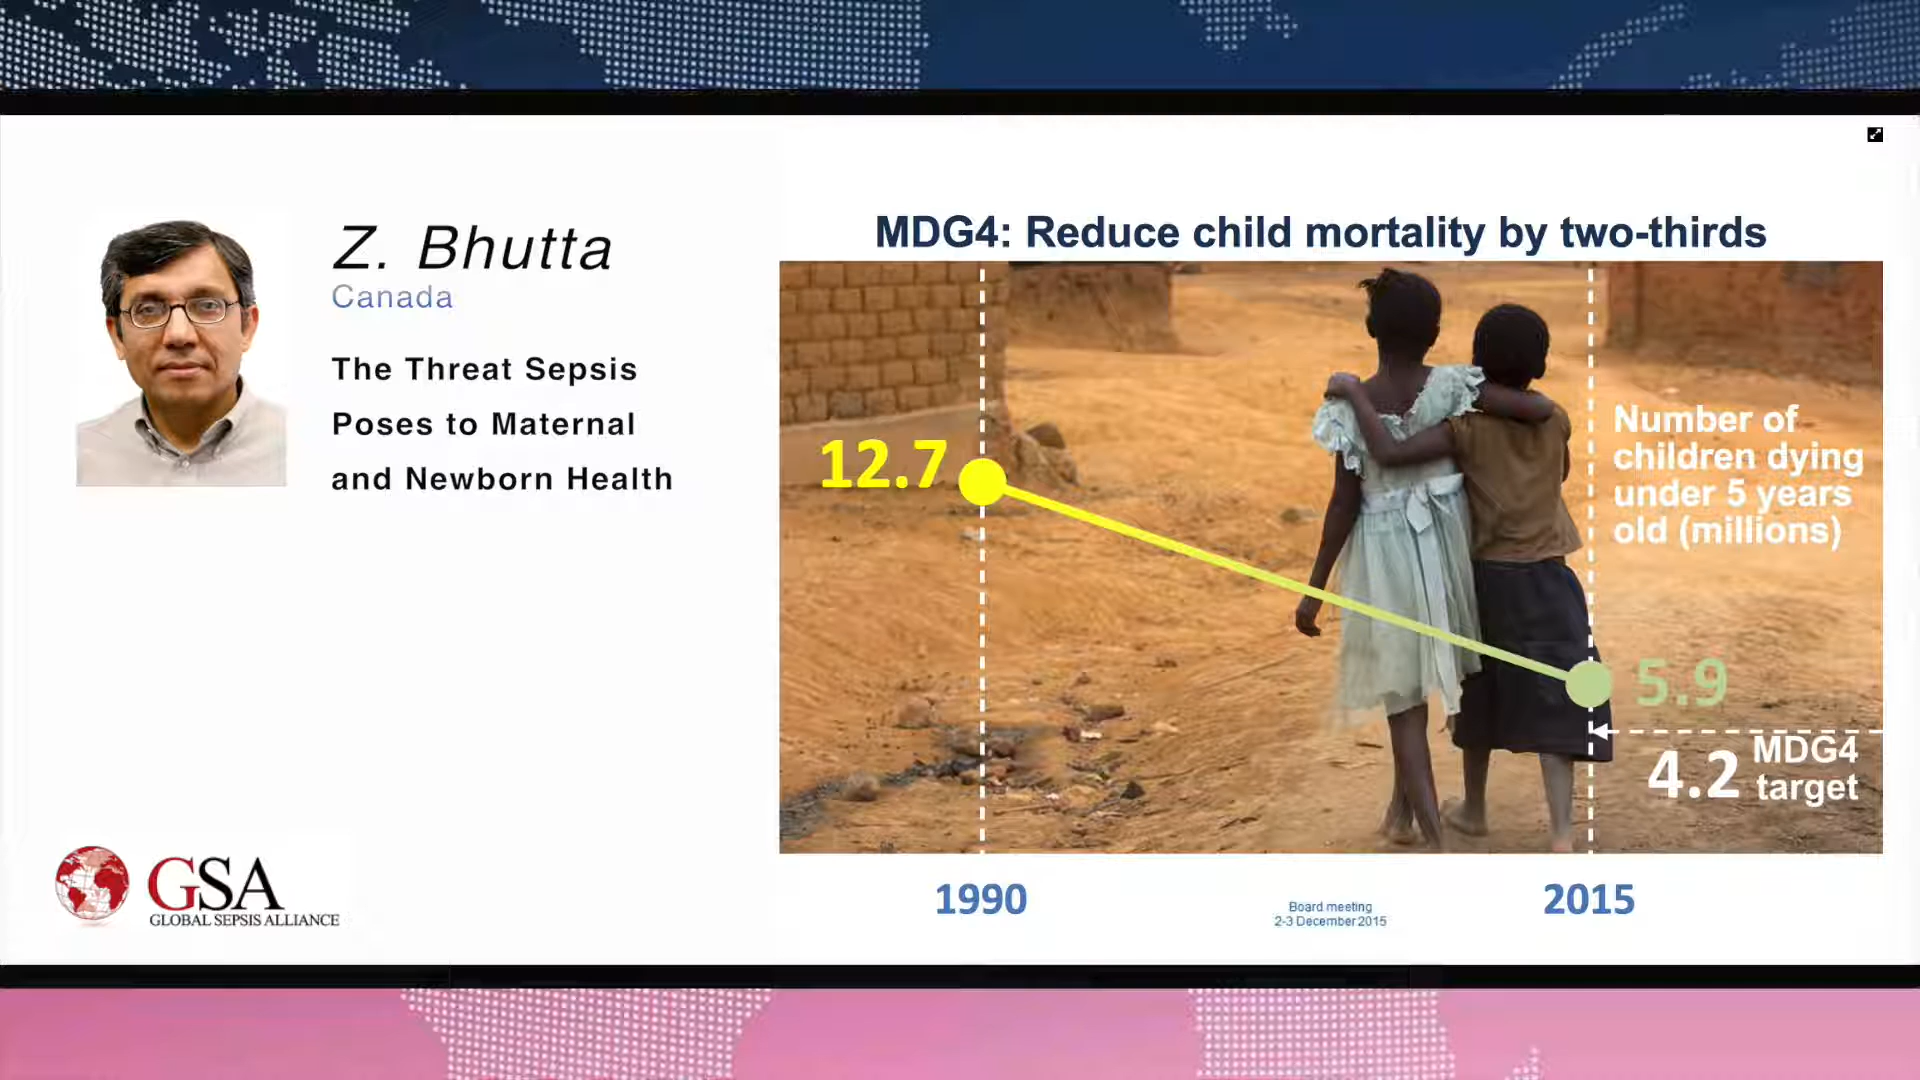 Z. Bhutta
Canada
The Threat Sepsis
Poses to Maternal
and Newborn Health
GSA
GLOBAL SEPSIS ALLIANCE
MDG4: Reduce child mortality by two-thirds
12.7
Number of
children dying
under 5 years
old (millions)
5.9
4.2 MDG4
target
1990
Board meeting
2-3 December 2015
2015